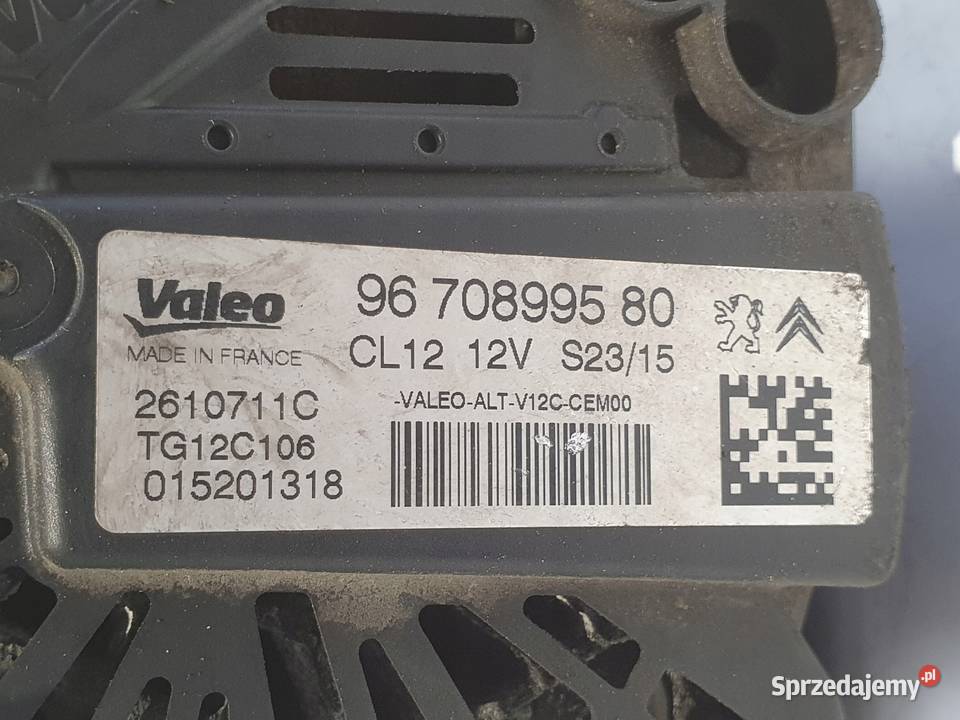 Valeo
MADE IN FRANCE
96 708995 80
CL12 12V S23/15
2610711C
TG12C106
015201318
-VALEO-ALT-V12C-CEM00
Sprzedajemy.pl